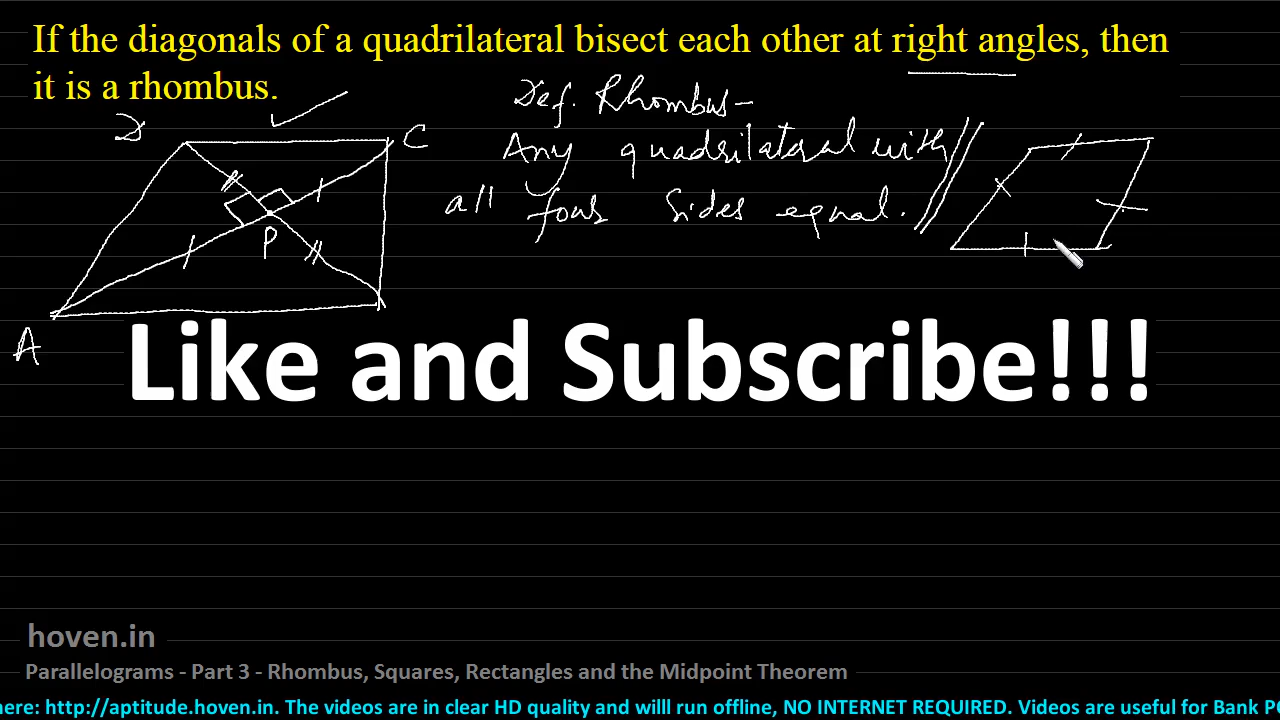 If the diagonals of a quadrilateral bisect each other at right angles, then
it is a rhombus.
Def. Rhombus-
Any quadrilateral with
all four sides equal.
D
C
P
A
Like and Subscribe!!!
hoven.in
Parallelograms - Part 3 - Rhombus, Squares, Rectangles and the Midpoint Theorem
here: http://aptitude.hoven.in. The videos are in clear HD quality and willl run offline, NO INTERNET REQUIRED. Videos are useful for Bank